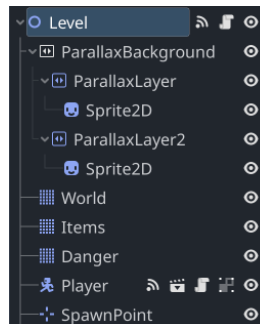 Level
ParallaxBackground
ParallaxLayer
Sprite2D
ParallaxLayer2
Sprite2D
World
Items
Danger
Player
SpawnPoint